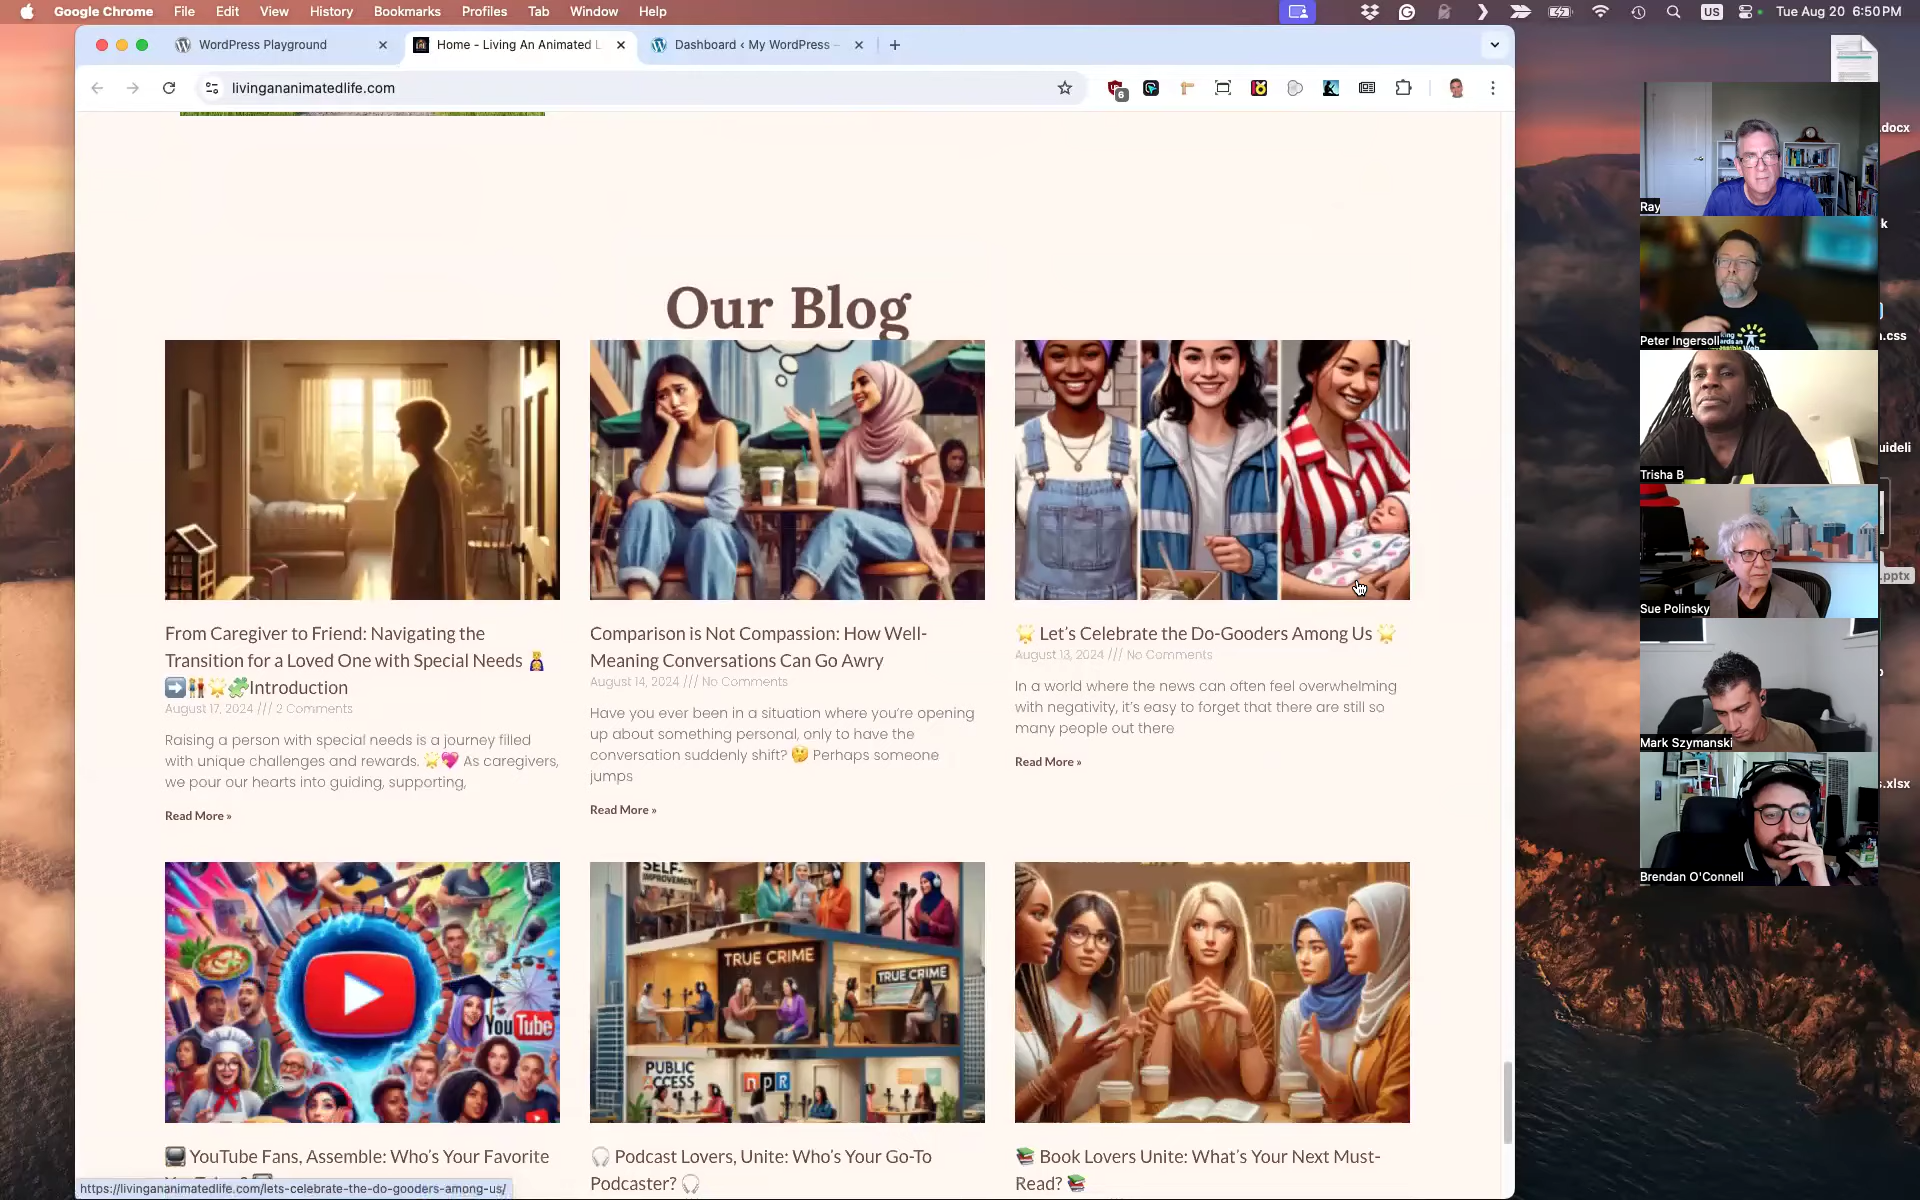 Google Chrome File Edit View History Bookmarks Profiles Tab Window Help US Tue Aug 20 6:50 PM
WordPress Playground
Home - Living An Animated L
Dashboard ‹ My WordPress -
livingananimatedlife.com
6
Our Blog
From Caregiver to Friend: Navigating the
Transition for a Loved One with Special Needs 👩‍🍼
➡️👫🌟🧩Introduction
August 17, 2024 /// 2 Comments
Raising a person with special needs is a journey filled
with unique challenges and rewards. 🌟💖 As caregivers,
we pour our hearts into guiding, supporting,
Read More »
Comparison is Not Compassion: How Well-
Meaning Conversations Can Go Awry
August 14, 2024 /// No Comments
Have you ever been in a situation where you’re opening
up about something personal, only to have the
conversation suddenly shift? 🤔 Perhaps someone
jumps
Read More »
🌟 Let’s Celebrate the Do-Gooders Among Us 🌟
August 13, 2024 /// No Comments
In a world where the news can often feel overwhelming
with negativity, it’s easy to forget that there are still so
many people out there
Read More »
YouTube
SELF-
IMPROVEMENT
TRUE CRIME
TRUE CRIME
PUBLIC
ACCESS
NPR
📺 YouTube Fans, Assemble: Who’s Your Favorite
🎧 Podcast Lovers, Unite: Who’s Your Go-To
Podcaster? 🎧
📚 Book Lovers Unite: What’s Your Next Must-
Read? 📚
https://livingananimatedlife.com/lets-celebrate-the-do-gooders-among-us/
Ray
Peter Ingersoll
Trisha B
Sue Polinsky
Mark Szymanski
Brendan O'Connell
.docx
k
.css
uideli
.pptx
s.xlsx